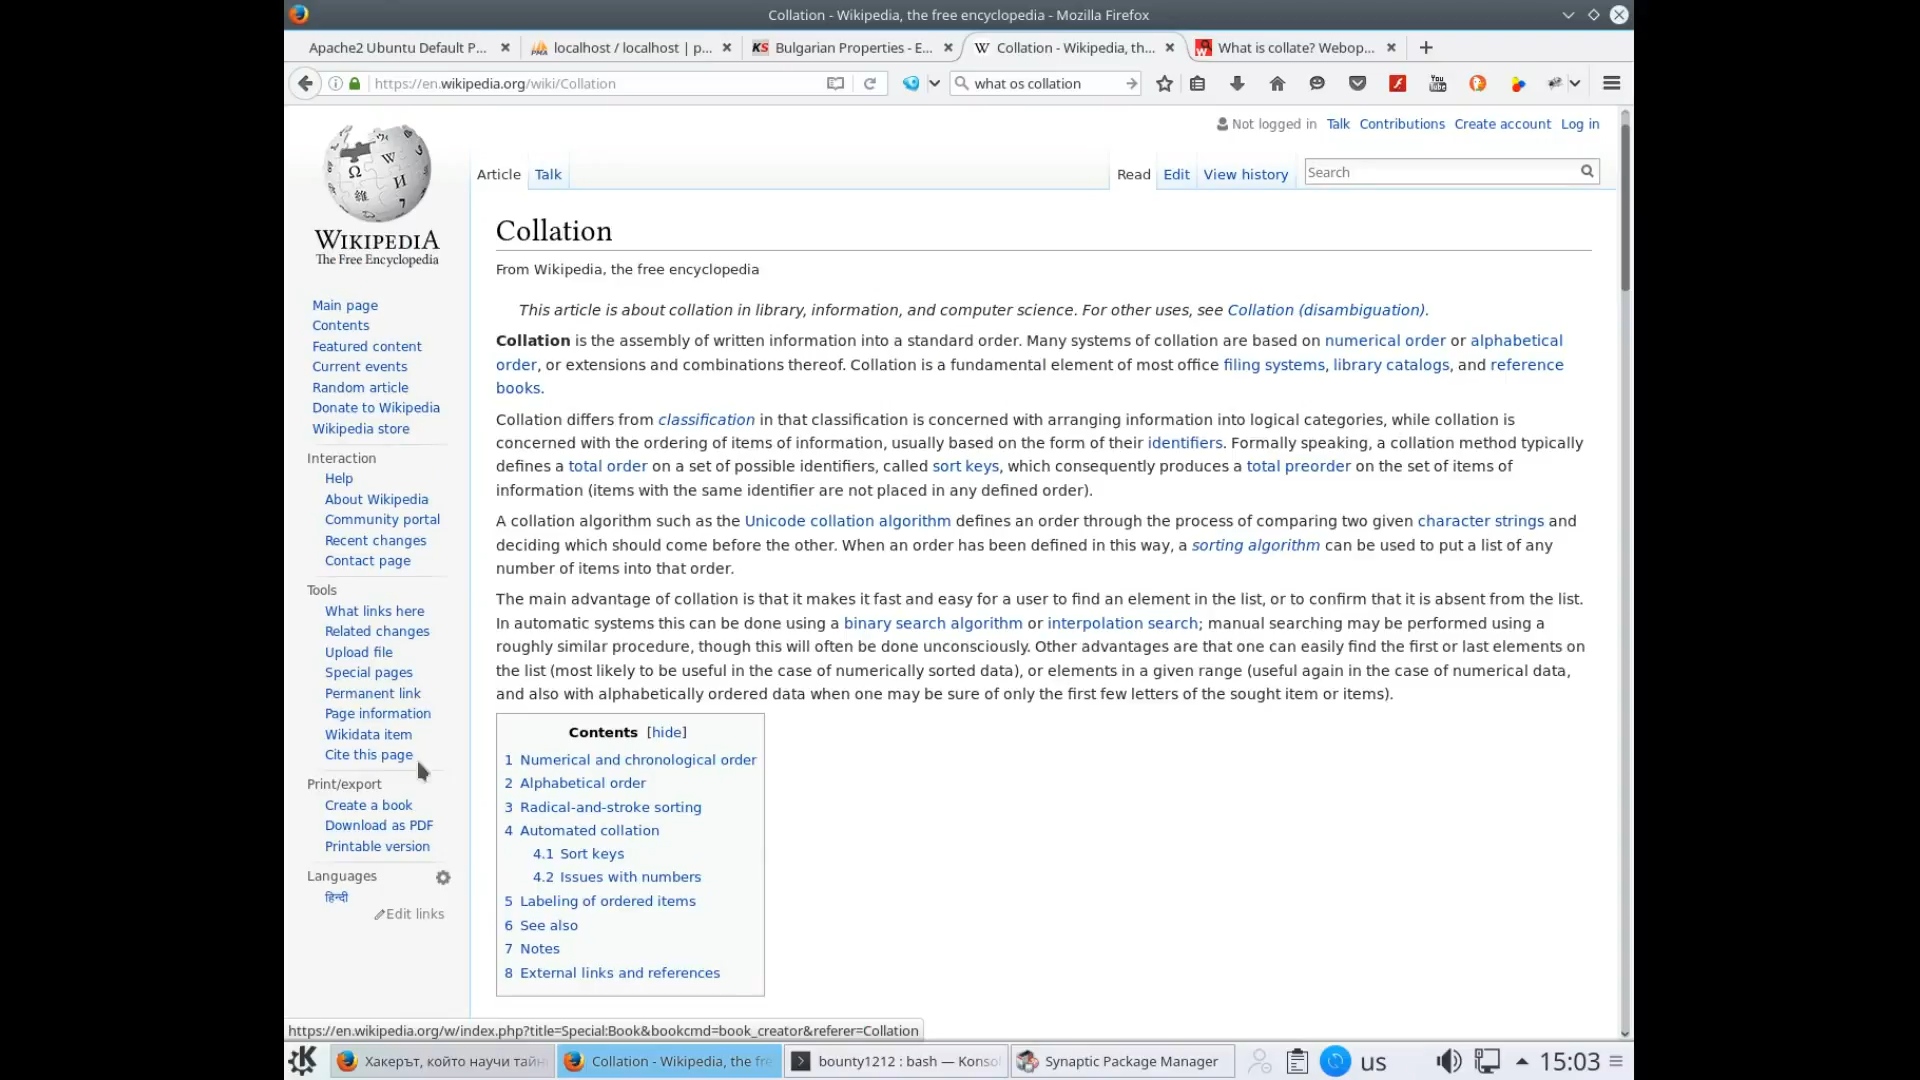 Collation - Wikipedia, the free encyclopedia - Mozilla Firefox
Apache2 Ubuntu Default P... localhost / localhost | p... Bulgarian Properties - E... Collation - Wikipedia, th... What is collate? Webop...
https://en.wikipedia.org/wiki/Collation what os collation
Not logged in Talk Contributions Create account Log in
Article Talk Read Edit View history Search
WIKIPEDIA
The Free Encyclopedia
Main page
Contents
Featured content
Current events
Random article
Donate to Wikipedia
Wikipedia store
Interaction
Help
About Wikipedia
Community portal
Recent changes
Contact page
Tools
What links here
Related changes
Upload file
Special pages
Permanent link
Page information
Wikidata item
Cite this page
Print/export
Create a book
Download as PDF
Printable version
Languages
हिन्दी
Edit links
Collation
From Wikipedia, the free encyclopedia
This article is about collation in library, information, and computer science. For other uses, see Collation (disambiguation).
Collation is the assembly of written information into a standard order. Many systems of collation are based on numerical order or alphabetical
order, or extensions and combinations thereof. Collation is a fundamental element of most office filing systems, library catalogs, and reference
books.
Collation differs from classification in that classification is concerned with arranging information into logical categories, while collation is
concerned with the ordering of items of information, usually based on the form of their identifiers. Formally speaking, a collation method typically
defines a total order on a set of possible identifiers, called sort keys, which consequently produces a total preorder on the set of items of
information (items with the same identifier are not placed in any defined order).
A collation algorithm such as the Unicode collation algorithm defines an order through the process of comparing two given character strings and
deciding which should come before the other. When an order has been defined in this way, a sorting algorithm can be used to put a list of any
number of items into that order.
The main advantage of collation is that it makes it fast and easy for a user to find an element in the list, or to confirm that it is absent from the list.
In automatic systems this can be done using a binary search algorithm or interpolation search; manual searching may be performed using a
roughly similar procedure, though this will often be done unconsciously. Other advantages are that one can easily find the first or last elements on
the list (most likely to be useful in the case of numerically sorted data), or elements in a given range (useful again in the case of numerical data,
and also with alphabetically ordered data when one may be sure of only the first few letters of the sought item or items).
Contents [hide]
1 Numerical and chronological order
2 Alphabetical order
3 Radical-and-stroke sorting
4 Automated collation
4.1 Sort keys
4.2 Issues with numbers
5 Labeling of ordered items
6 See also
7 Notes
8 External links and references
https://en.wikipedia.org/w/index.php?title=Special:Book&bookcmd=book_creator&referer=Collation
Хакерът, който научи тайн Collation - Wikipedia, the fre bounty1212 : bash — Konso Synaptic Package Manager us 15:03